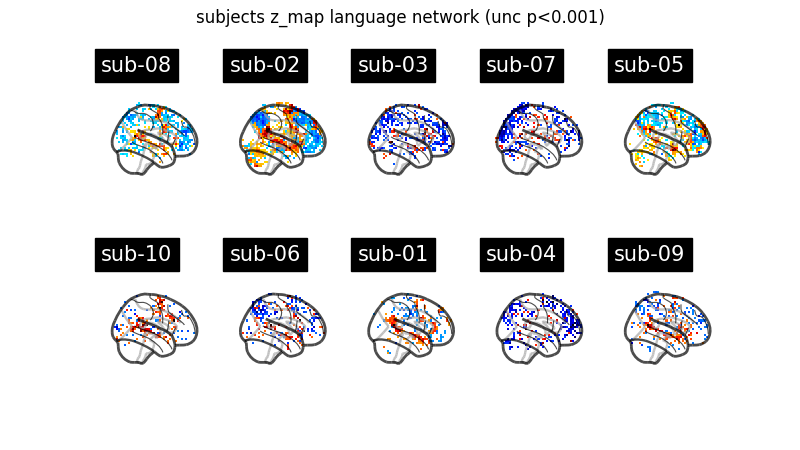 subjects z_map language network (unc p<0.001)
sub-08
sub-02
sub-03
sub-07
sub-05
sub-10
sub-06
sub-01
sub-04
sub-09